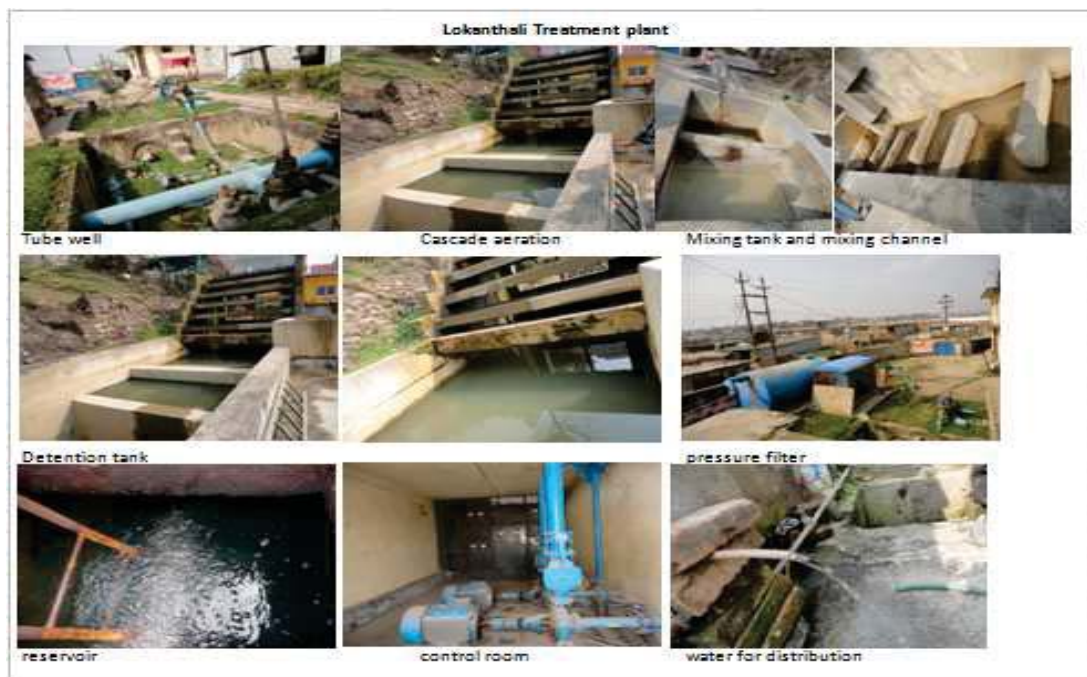 Lokanthali Treatment plant
Tube well
Cascade aeration
Mixing tank and mixing channel
Detention tank
pressure filter
reservoir
control room
water for distribution